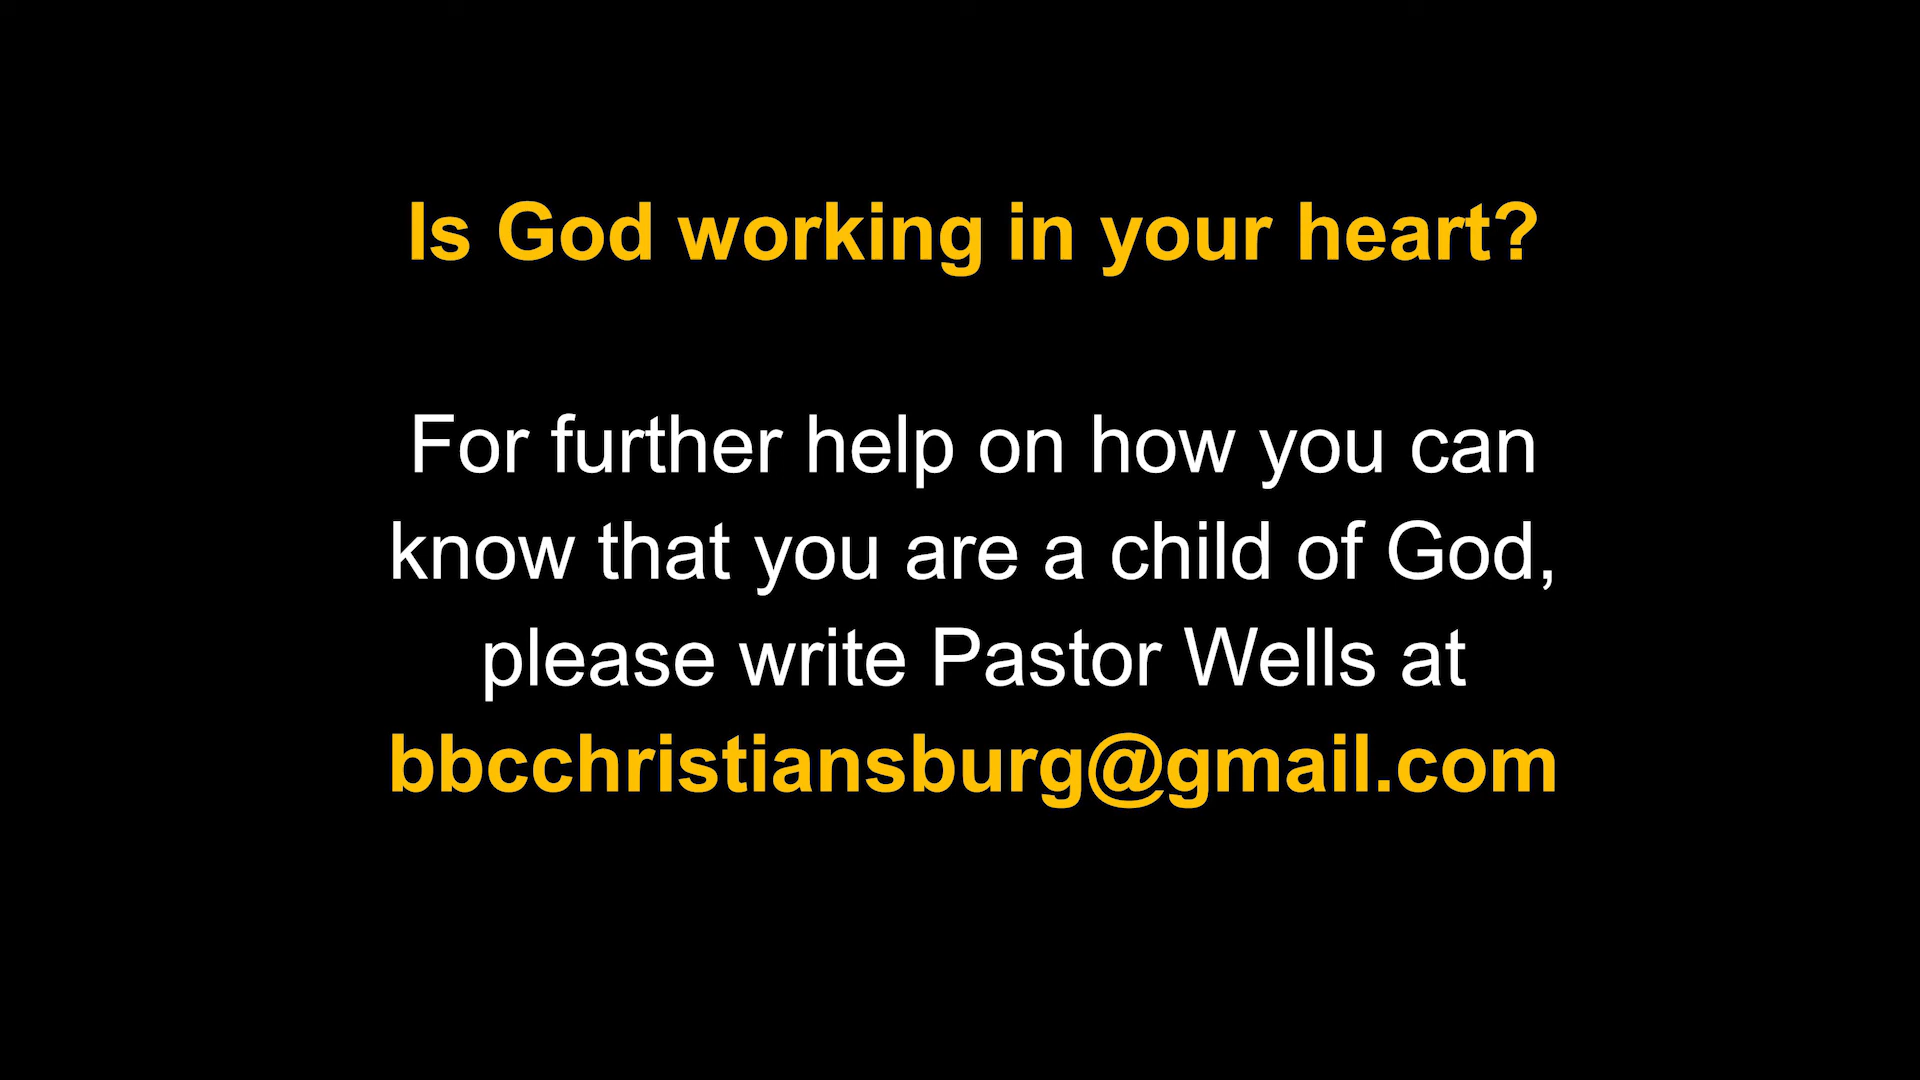 Is God working in your heart?
For further help on how you can
know that you are a child of God,
please write Pastor Wells at
bbcchristiansburg@gmail.com